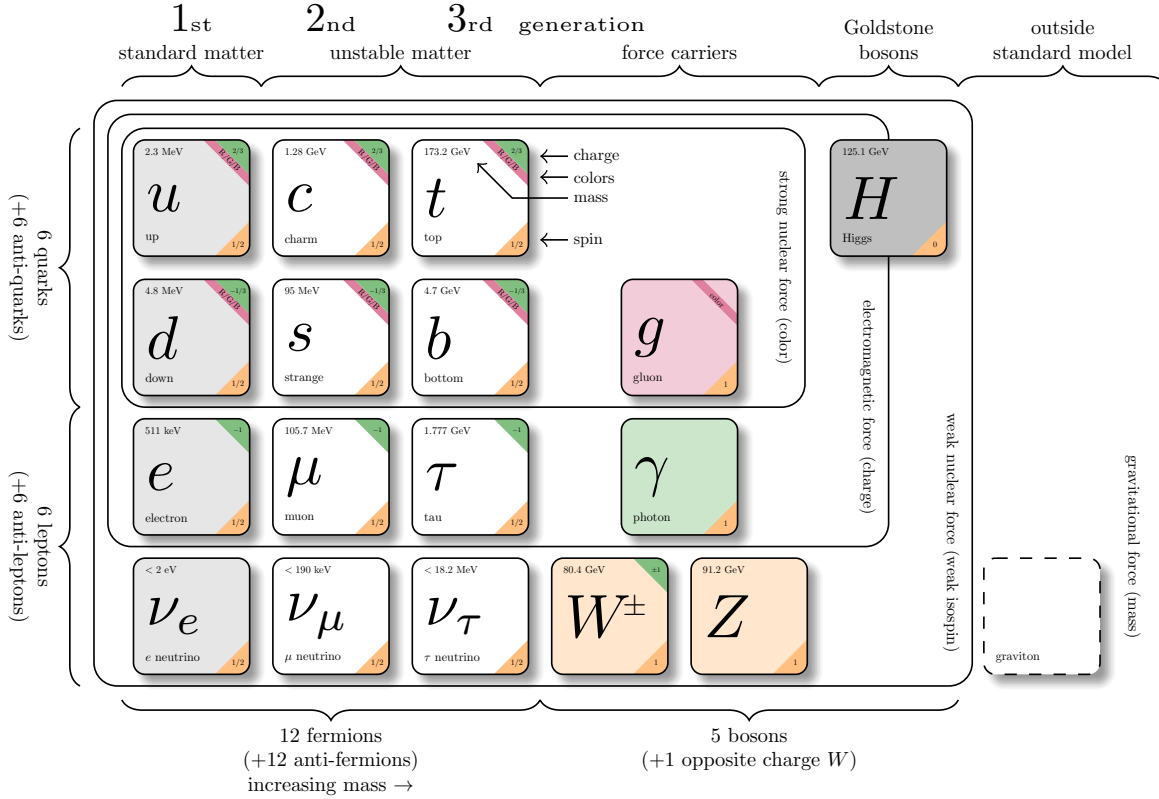 1st
2nd
3rd
generation
standard matter
unstable matter
force carriers
Goldstone
bosons
outside
standard model
6 quarks
(+6 anti-quarks)
6 leptons
(+6 anti-leptons)
2.3 MeV
R/G/B
2/3
u
up
1/2
1.28 GeV
R/G/B
2/3
c
charm
1/2
173.2 GeV
R/G/B
2/3
t
top
1/2
charge
colors
mass
spin
strong nuclear force (color)
125.1 GeV
H
Higgs
0
4.8 MeV
R/G/B
−1/3
d
down
1/2
95 MeV
R/G/B
−1/3
s
strange
1/2
4.7 GeV
R/G/B
−1/3
b
bottom
1/2
color
g
gluon
1
electromagnetic force (charge)
511 keV
−1
e
electron
1/2
105.7 MeV
−1
μ
muon
1/2
1.777 GeV
−1
τ
tau
1/2
γ
photon
1
weak nuclear force (weak isospin)
gravitational force (mass)
< 2 eV
νe
e neutrino
1/2
< 190 keV
νμ
μ neutrino
1/2
< 18.2 MeV
ντ
τ neutrino
1/2
80.4 GeV
±1
W±
1
91.2 GeV
Z
1
graviton
12 fermions
(+12 anti-fermions)
increasing mass →
5 bosons
(+1 opposite charge W)